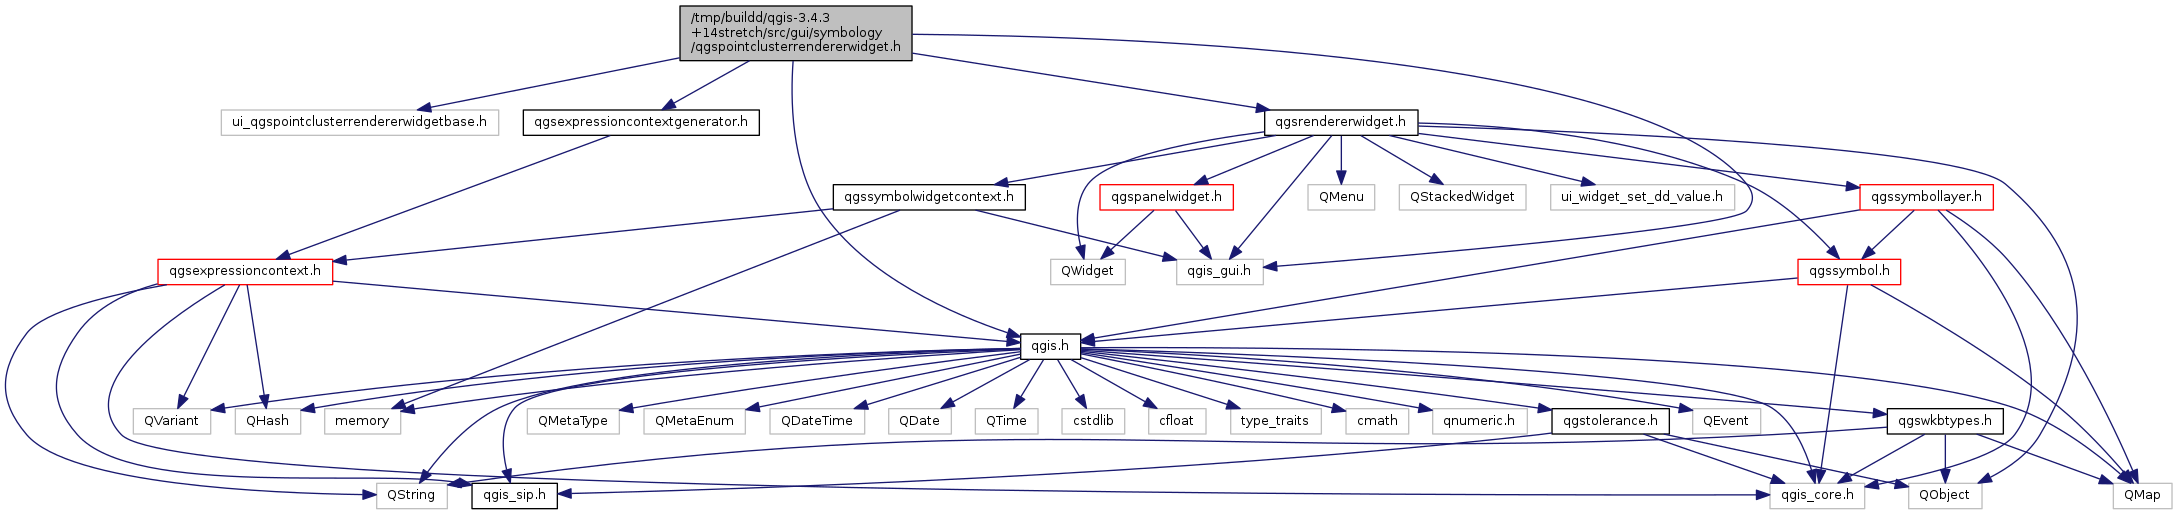 /tmp/buildd/qgis-3.4.3
+14stretch/src/gui/symbology
/qgspointclusterrendererwidget.h
ui_qgspointclusterrendererwidgetbase.h
qgsexpressioncontextgenerator.h
qgsrendererwidget.h
qgssymbolwidgetcontext.h
qgspanelwidget.h
QMenu
QStackedWidget
ui_widget_set_dd_value.h
qgssymbollayer.h
qgsexpressioncontext.h
QWidget
qgis_gui.h
qgssymbol.h
qgis.h
QVariant
QHash
memory
QMetaType
QMetaEnum
QDateTime
QDate
QTime
cstdlib
cfloat
type_traits
cmath
qnumeric.h
qgstolerance.h
QEvent
qgswkbtypes.h
QString
qgis_sip.h
qgis_core.h
QObject
QMap